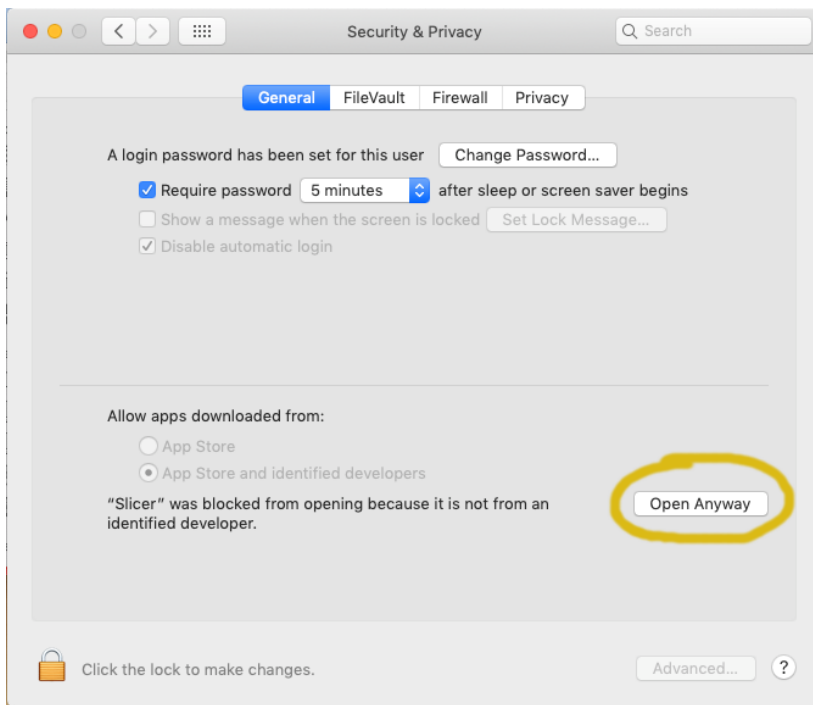 Security & Privacy
Search
General FileVault Firewall Privacy
A login password has been set for this user Change Password...
Require password 5 minutes after sleep or screen saver begins
Show a message when the screen is locked Set Lock Message...
Disable automatic login
Allow apps downloaded from:
App Store
App Store and identified developers
“Slicer” was blocked from opening because it is not from an
identified developer.
Open Anyway
Click the lock to make changes.
Advanced...
?